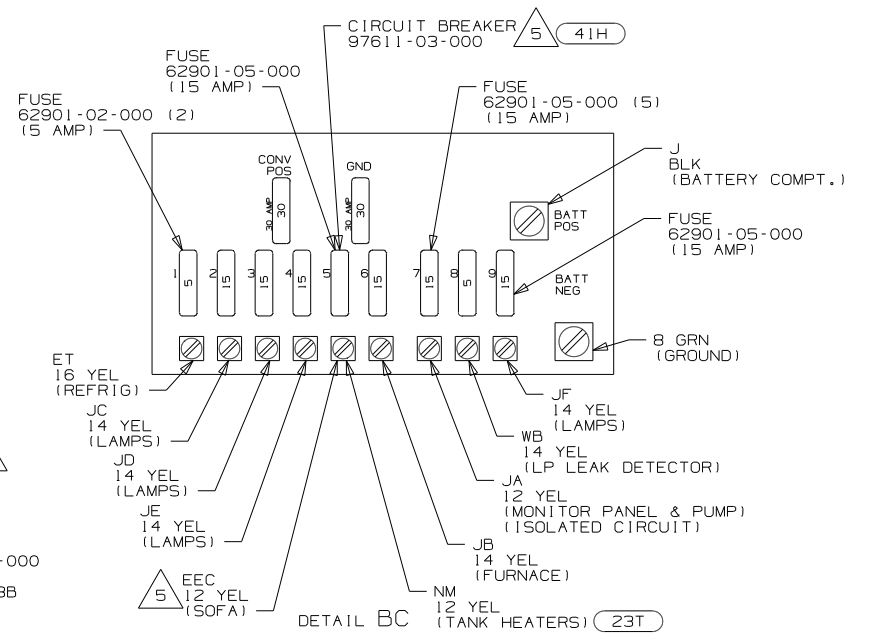 CIRCUIT BREAKER
97611-03-000
5
41H
FUSE
62901-05-000
(15 AMP)
FUSE
62901-02-000 (2)
(5 AMP)
FUSE
62901-05-000 (5)
(15 AMP)
CONV
POS
GND
30 AMP
30
30 AMP
30
J
BLK
(BATTERY COMPT.)
BATT
POS
FUSE
62901-05-000
(15 AMP)
1
5
2
15
3
15
4
15
5
6
15
7
15
8
5
9
15
BATT
NEG
8 GRN
(GROUND)
ET
16 YEL
(REFRIG)
JC
14 YEL
(LAMPS)
JD
14 YEL
(LAMPS)
JE
14 YEL
(LAMPS)
5
EEC
12 YEL
(SOFA)
JF
14 YEL
(LAMPS)
WB
14 YEL
(LP LEAK DETECTOR)
JA
12 YEL
(MONITOR PANEL & PUMP)
(ISOLATED CIRCUIT)
JB
14 YEL
(FURNACE)
NM
12 YEL
(TANK HEATERS)
23T
DETAIL BC
-000